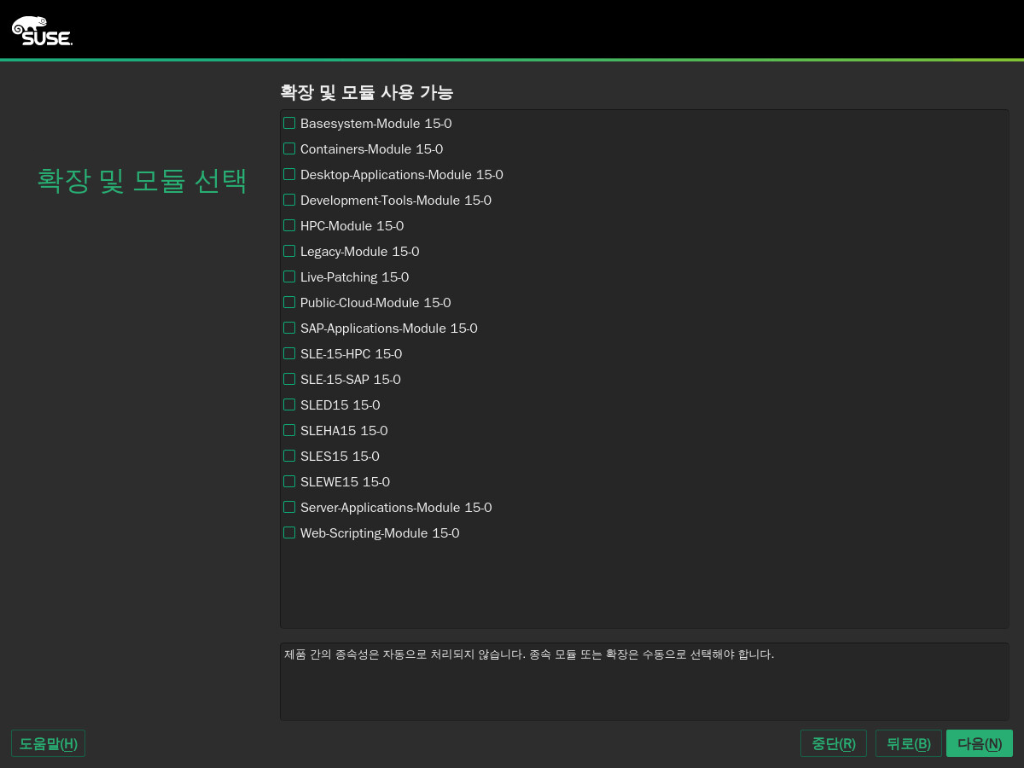 SUSE
확장 및 모듈 사용 가능
확장 및 모듈 선택
Basesystem-Module 15-0
Containers-Module 15-0
Desktop-Applications-Module 15-0
Development-Tools-Module 15-0
HPC-Module 15-0
Legacy-Module 15-0
Live-Patching 15-0
Public-Cloud-Module 15-0
SAP-Applications-Module 15-0
SLE-15-HPC 15-0
SLE-15-SAP 15-0
SLED15 15-0
SLEHA15 15-0
SLES15 15-0
SLEWE15 15-0
Server-Applications-Module 15-0
Web-Scripting-Module 15-0
제품 간의 종속성은 자동으로 처리되지 않습니다. 종속 모듈 또는 확장은 수동으로 선택해야 합니다.
도움말(H) 중단(R) 뒤로(B) 다음(N)